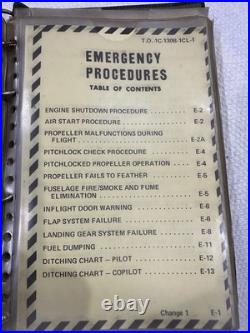 T.O. 1C-130B-1CL-1
EMERGENCY
PROCEDURES
TABLE OF CONTENTS
ENGINE SHUTDOWN PROCEDURE .... E-2
AIR START PROCEDURE .... E-2
PROPELLER MALFUNCTIONS DURING
FLIGHT .... E-2A
PITCHLOCK CHECK PROCEDURE .... E-4
PITCHLOCKED PROPELLER OPERATION .... E-4
PROPELLER FAILS TO FEATHER .... E-5
FUSELAGE FIRE/SMOKE AND FUME
ELIMINATION .... E-5
INFLIGHT DOOR WARNING .... E-6
FLAP SYSTEM FAILURE .... E-6
LANDING GEAR SYSTEM FAILURE .... E-8
FUEL DUMPING .... E-11
DITCHING CHART - PILOT .... E-12
DITCHING CHART - COPILOT .... E-13
Change 1 E-1